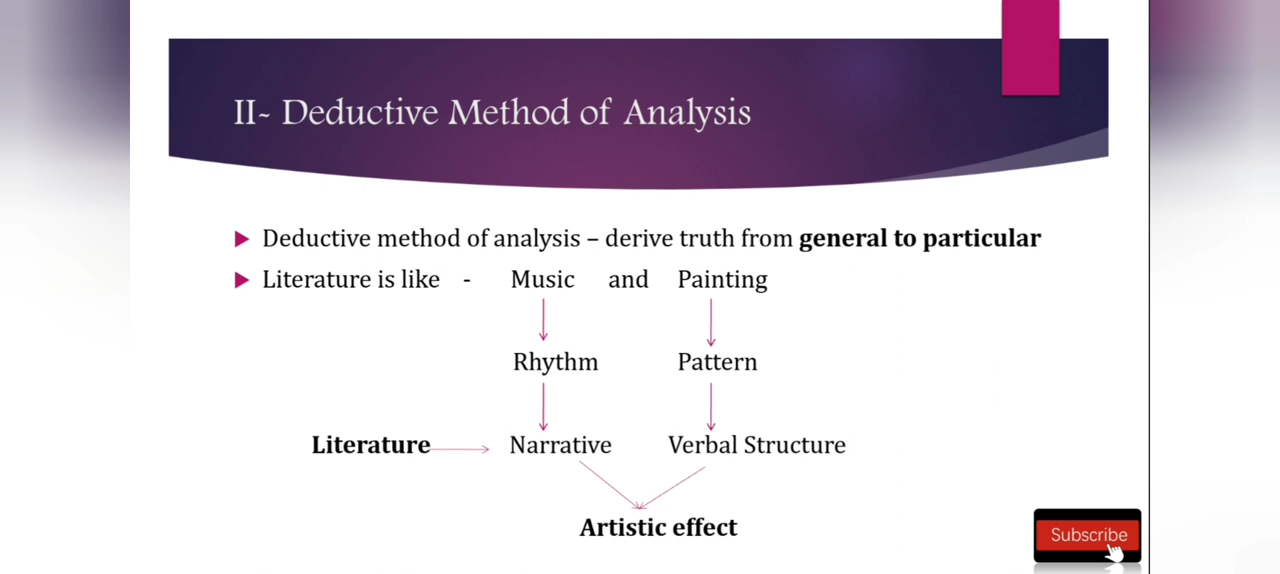 II- Deductive Method of Analysis
Deductive method of analysis – derive truth from general to particular
Literature is like - Music and Painting
Rhythm Pattern
Literature Narrative Verbal Structure
Artistic effect
Subscribe